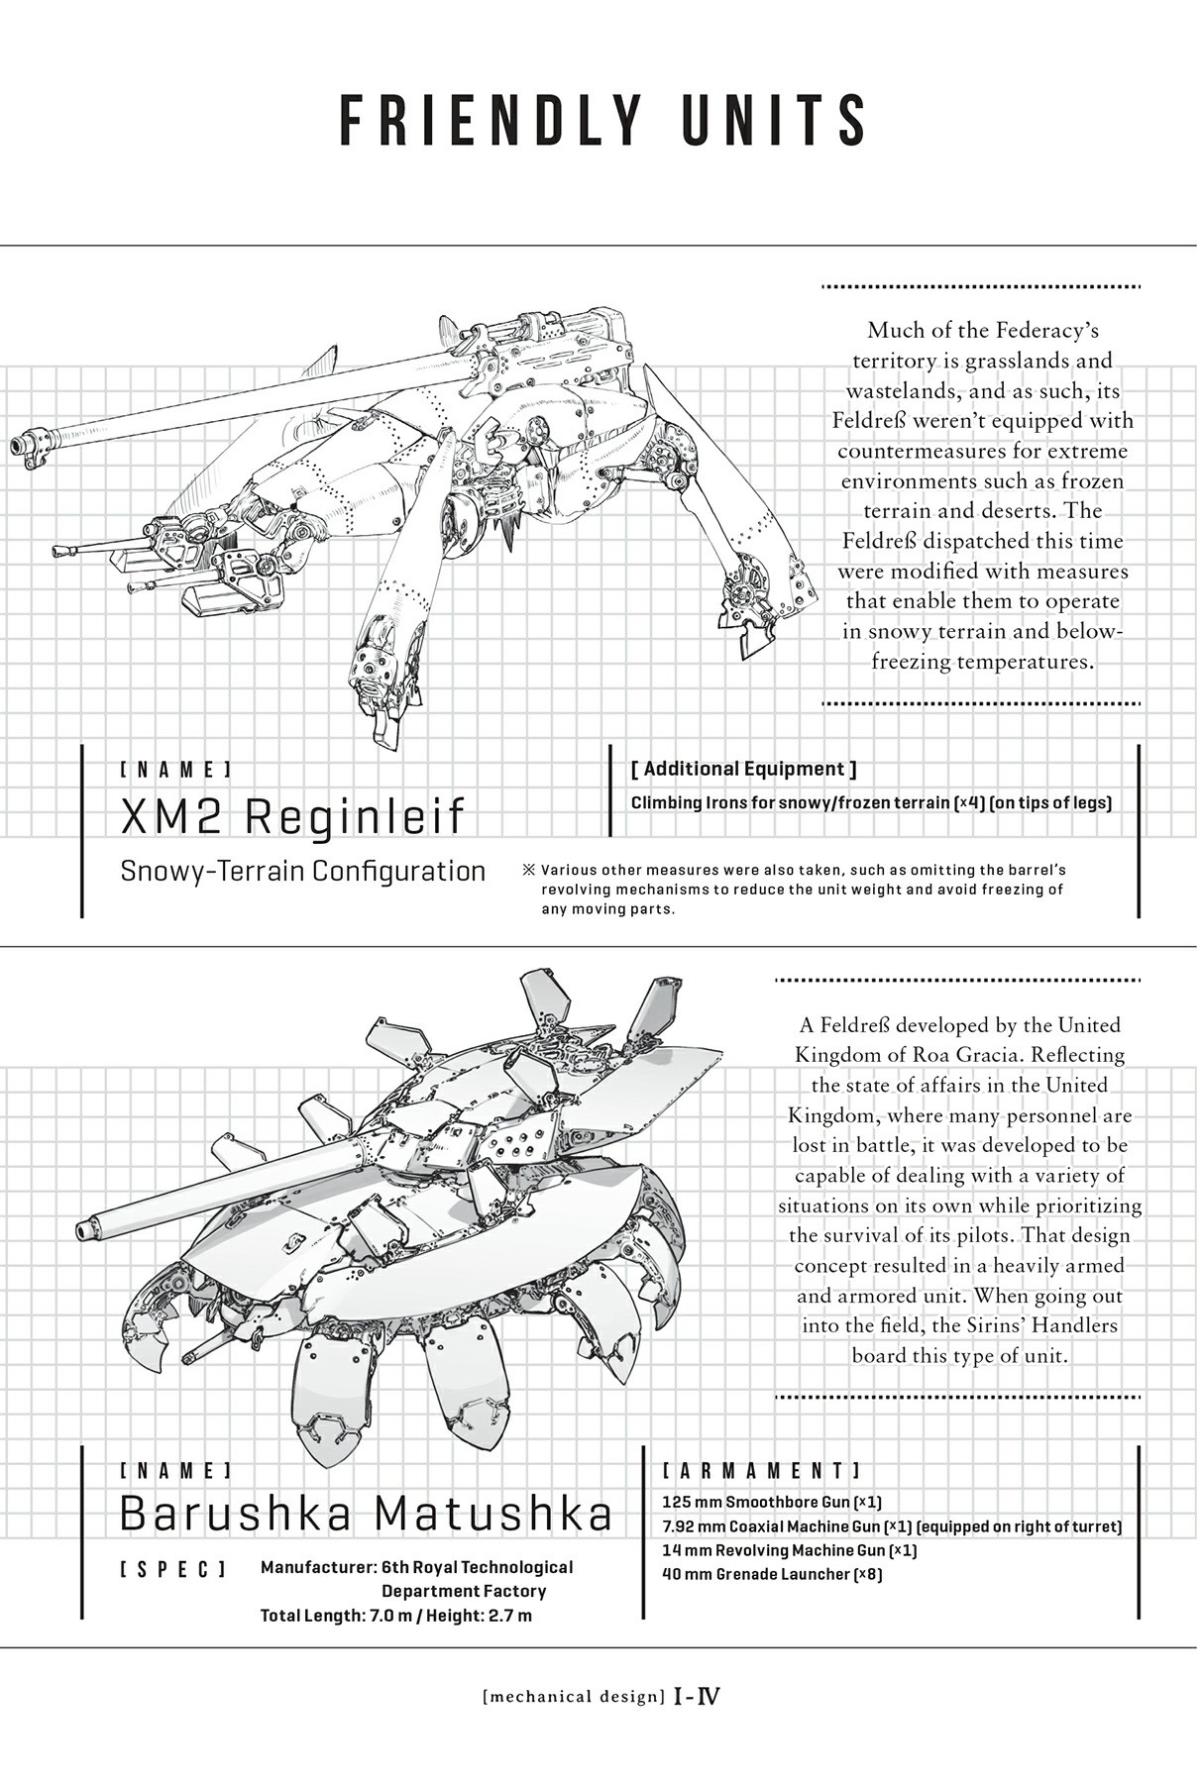 FRIENDLY UNITS
Much of the Federacy's
territory is grasslands and
wastelands, and as such, its
Feldreß weren't equipped with
countermeasures for extreme
environments such as frozen
terrain and deserts. The
Feldreß dispatched this time
were modified with measures
that enable them to operate
in snowy terrain and below-
freezing temperatures.
[NAME]
XM2 Reginleif
Snowy-Terrain Configuration
[ Additional Equipment ]
Climbing Irons for snowy/frozen terrain (×4) (on tips of legs)
※ Various other measures were also taken, such as omitting the barrel's
revolving mechanisms to reduce the unit weight and avoid freezing of
any moving parts.
A Feldreß developed by the United
Kingdom of Roa Gracia. Reflecting
the state of affairs in the United
Kingdom, where many personnel are
lost in battle, it was developed to be
capable of dealing with a variety of
situations on its own while prioritizing
the survival of its pilots. That design
concept resulted in a heavily armed
and armored unit. When going out
into the field, the Sirins' Handlers
board this type of unit.
[NAME]
Barushka Matushka
[SPEC]
Manufacturer: 6th Royal Technological
Department Factory
Total Length: 7.0 m / Height: 2.7 m
[ARMAMENT]
125 mm Smoothbore Gun (×1)
7.92 mm Coaxial Machine Gun (×1) (equipped on right of turret)
14 mm Revolving Machine Gun (×1)
40 mm Grenade Launcher (×8)
[mechanical design] I-IV